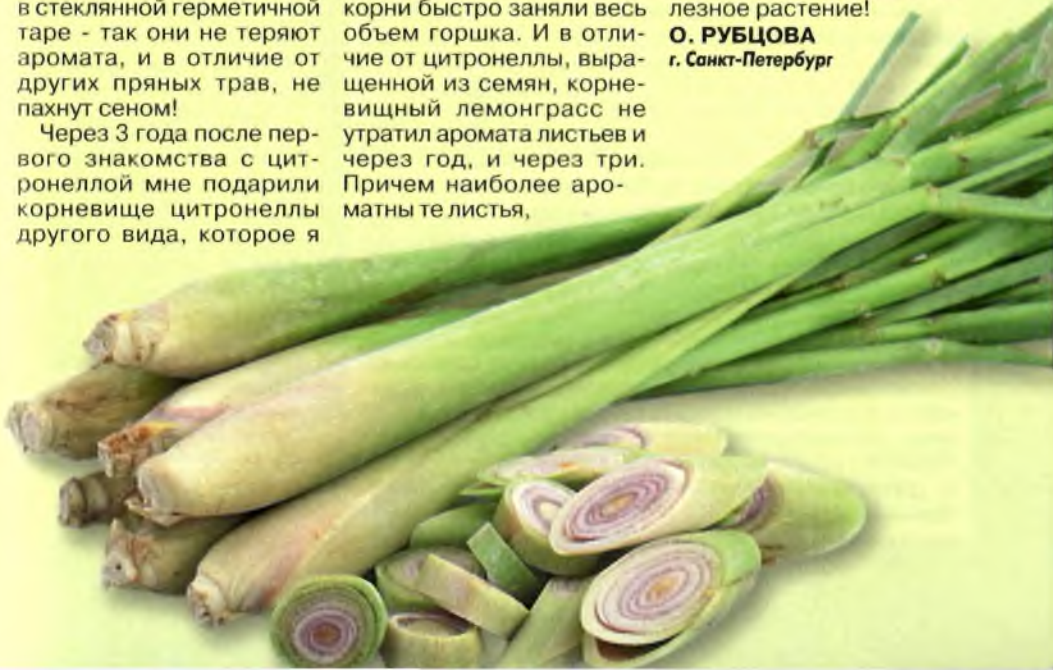 в стеклянной герметичной
таре - так они не теряют
аромата, и в отличие от
других пряных трав, не
пахнут сеном!
Через 3 года после пер-
вого знакомства с цит-
ронеллой мне подарили
корневище цитронеллы
другого вида, которое я
корни быстро заняли весь
объем горшка. И в отли-
чие от цитронеллы, выра-
щенной из семян, корне-
вищный лемонграсс не
утратил аромата листьев и
через год, и через три.
Причем наиболее аро-
матны те листья,
лезное растение!
О. РУБЦОВА
г. Санкт-Петербург